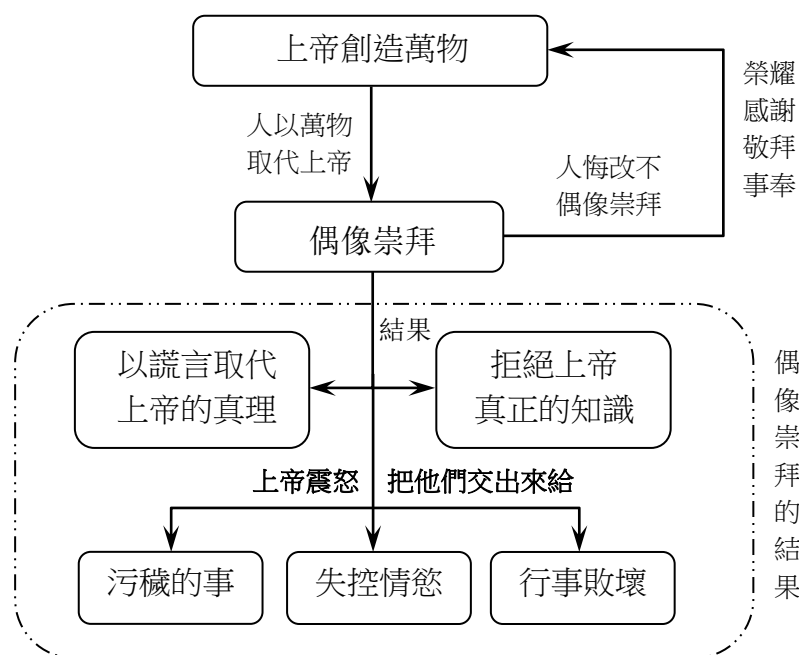 上帝創造萬物
人以萬物
取代上帝
人悔改不
偶像崇拜
榮耀
感謝
敬拜
事奉
偶像崇拜
結果
以謊言取代
上帝的真理
拒絕上帝
真正的知識
偶像崇拜的結果
上帝震怒 把他們交出來給
污穢的事
失控情慾
行事敗壞